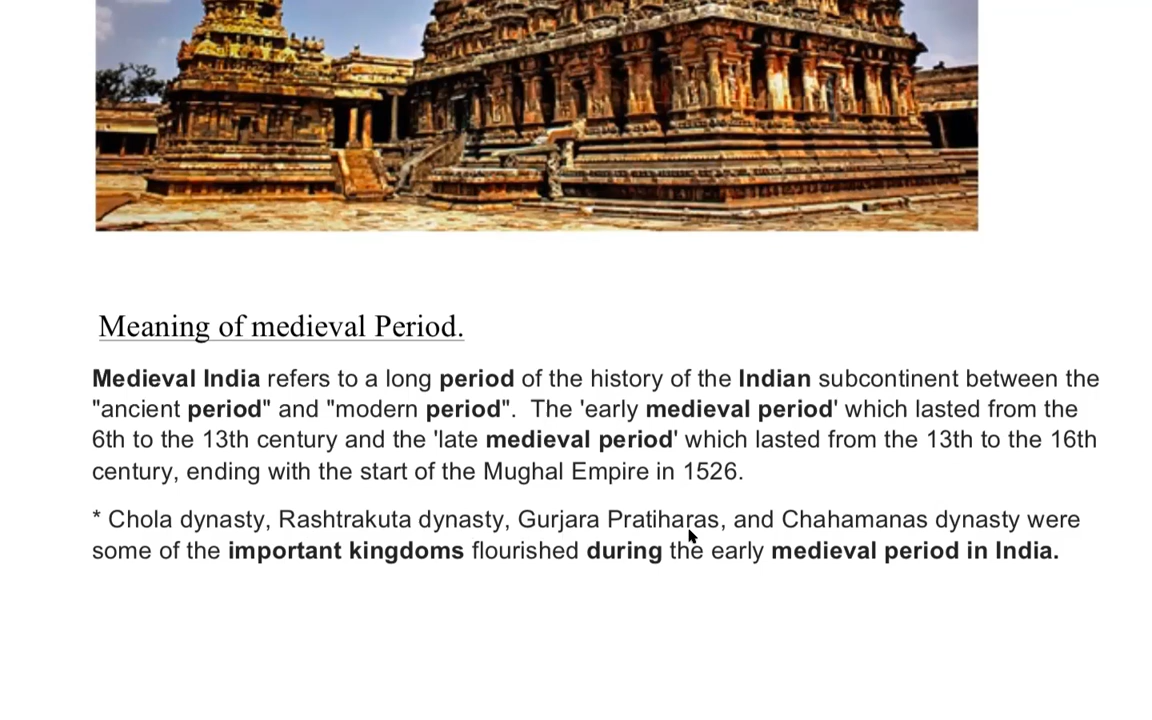 Meaning of medieval Period.
Medieval India refers to a long period of the history of the Indian subcontinent between the
"ancient period" and "modern period".  The 'early medieval period' which lasted from the
6th to the 13th century and the 'late medieval period' which lasted from the 13th to the 16th
century, ending with the start of the Mughal Empire in 1526.
* Chola dynasty, Rashtrakuta dynasty, Gurjara Pratiharas, and Chahamanas dynasty were
some of the important kingdoms flourished during the early medieval period in India.